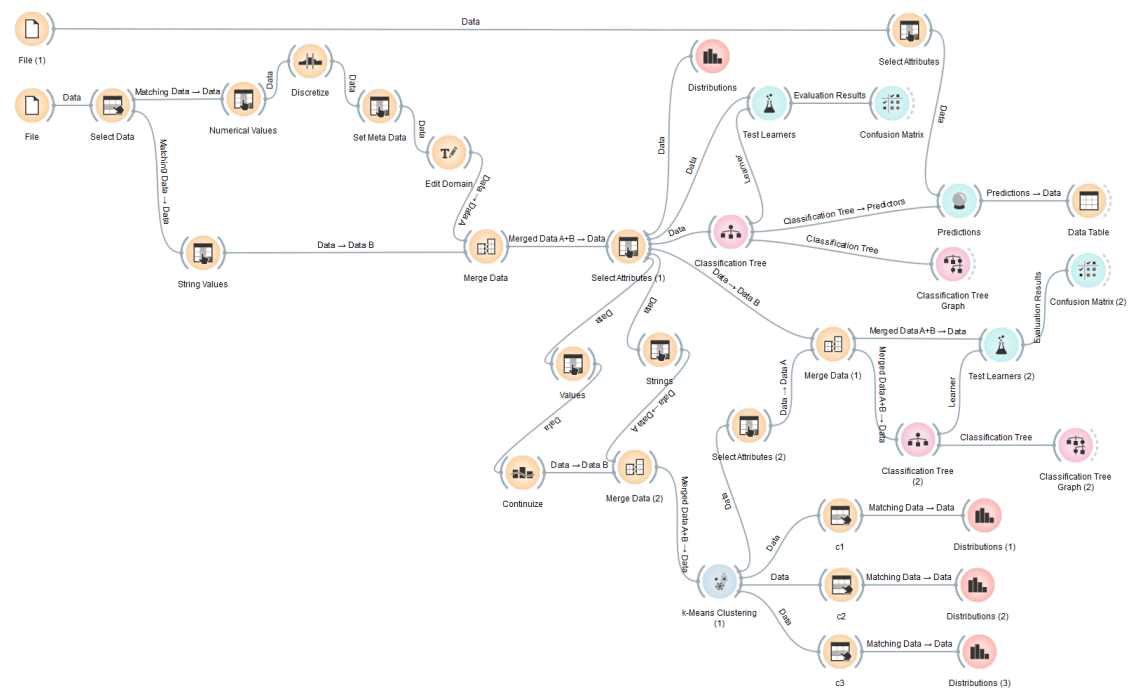 Data
File (1)
Select Attributes
Distributions
Data
Discretize
Data
Matching Data → Data
Data
File
Select Data
Numerical Values
Data
Set Meta Data
Data
Edit Domain
Evaluation Results
Test Learners
Confusion Matrix
Data
Data
Data
Learner
Matching Data → Data
Data → Data A
Predictions → Data
Predictions
Data Table
Classification Tree → Predictors
Classification Tree
Data
Classification Tree
Data → Data B
Merged Data A+B → Data
String Values
Merge Data
Select Attributes (1)
Classification Tree
Graph
Confusion Matrix (2)
Evaluation Results
Data → Data B
Data
Data
Merged Data A+B → Data
Merge Data (1)
Test Learners (2)
Values
Strings
Data → Data A
Merged Data A+B → Data
Learner
Data
Data → Data A
Select Attributes (2)
Classification Tree
Classification Tree
(2)
Classification Tree
Graph (2)
Data → Data B
Continuize
Merge Data (2)
Merged Data A+B → Data
Data
Matching Data → Data
c1
Distributions (1)
Data
Data
Matching Data → Data
k-Means Clustering
(1)
c2
Distributions (2)
Data
Matching Data → Data
c3
Distributions (3)